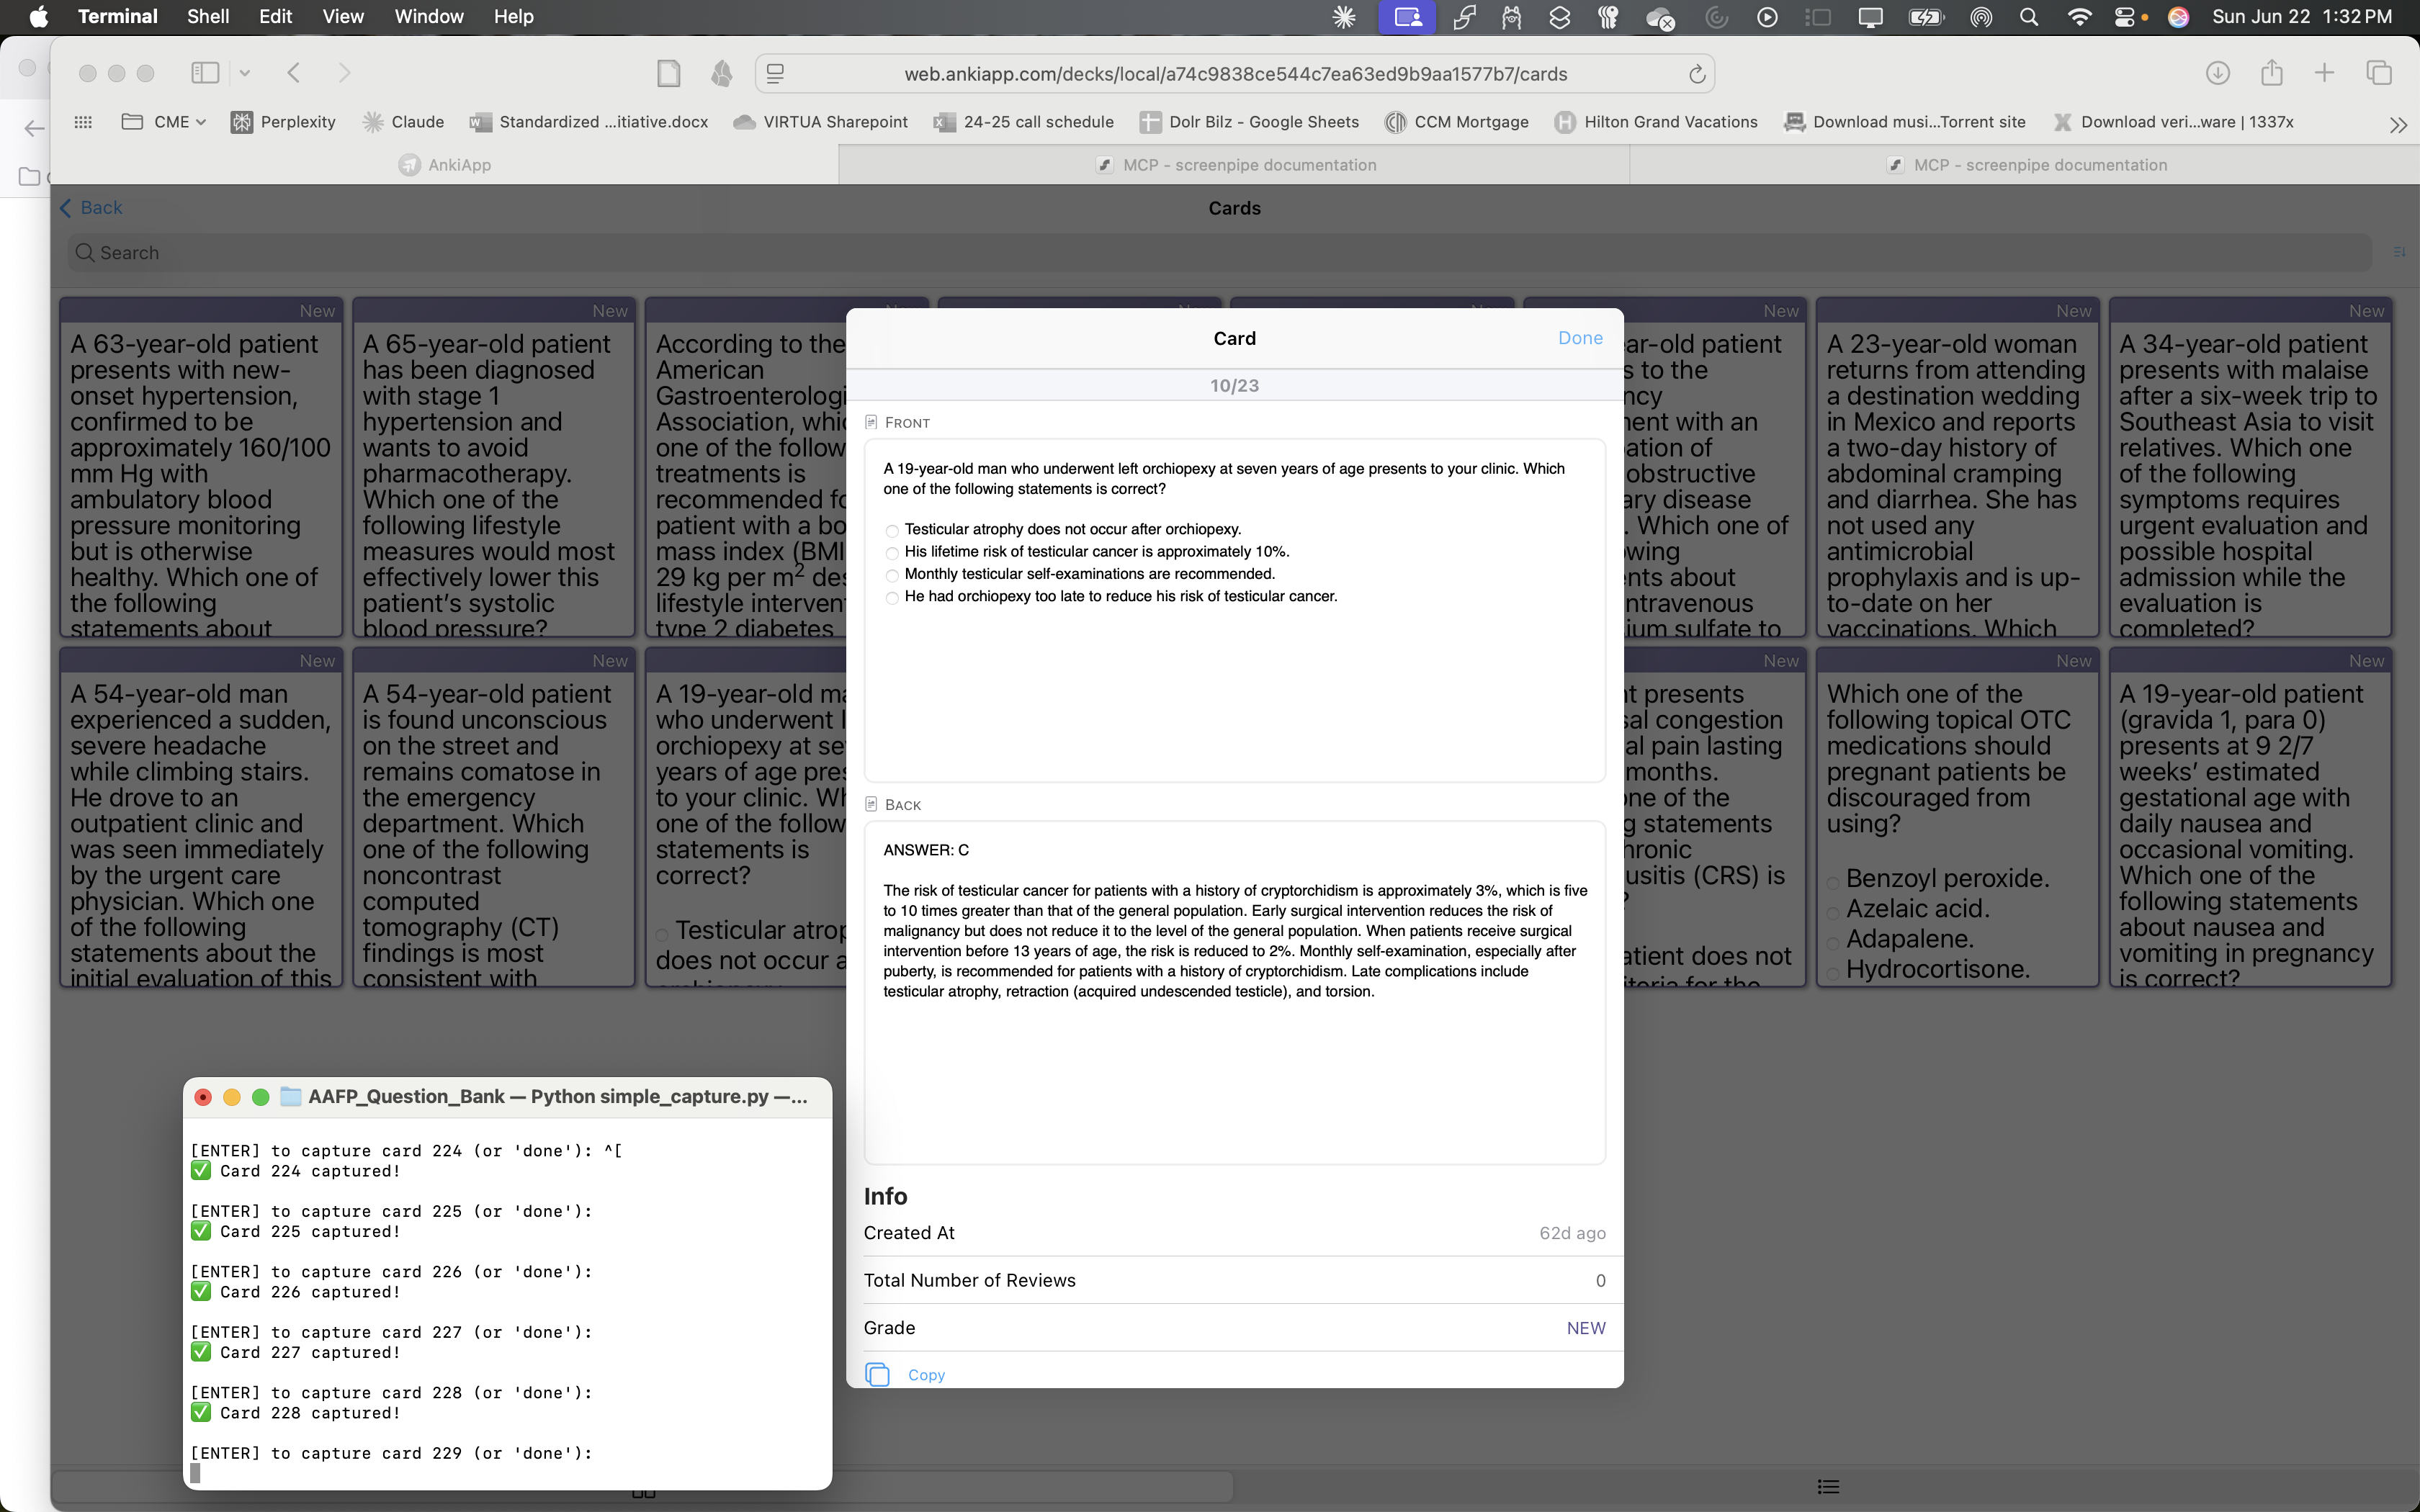 Terminal Shell Edit View Window Help
Sun Jun 22 1:32 PM
web.ankiapp.com/decks/local/a74c9838ce544c7ea63ed9b9aa1577b7/cards
CME
Perplexity
Claude
Standardized ...itiative.docx
VIRTUA Sharepoint
24-25 call schedule
Dolr Bilz - Google Sheets
CCM Mortgage
Hilton Grand Vacations
Download musi...Torrent site
Download veri...ware | 1337x
AnkiApp
MCP - screenpipe documentation
MCP - screenpipe documentation
Back
Cards
Search
New
A 63-year-old patient
presents with new-
onset hypertension,
confirmed to be
approximately 160/100
mm Hg with
ambulatory blood
pressure monitoring
but is otherwise
healthy. Which one of
the following
statements about
New
A 65-year-old patient
has been diagnosed
with stage 1
hypertension and
wants to avoid
pharmacotherapy.
Which one of the
following lifestyle
measures would most
effectively lower this
patient's systolic
blood pressure?
According to the
American
Gastroenterologi
Association, whi
one of the follow
treatments is
recommended fo
patient with a bo
mass index (BMI
29 kg per m² des
lifestyle interven
type 2 diabetes
New
ar-old patient
s to the
ncy
ent with an
ation of
obstructive
ary disease
. Which one of
owing
nts about
ntravenous
ium sulfate to
New
A 23-year-old woman
returns from attending
a destination wedding
in Mexico and reports
a two-day history of
abdominal cramping
and diarrhea. She has
not used any
antimicrobial
prophylaxis and is up-
to-date on her
vaccinations. Which
New
A 34-year-old patient
presents with malaise
after a six-week trip to
Southeast Asia to visit
relatives. Which one
of the following
symptoms requires
urgent evaluation and
possible hospital
admission while the
evaluation is
completed?
New
A 54-year-old man
experienced a sudden,
severe headache
while climbing stairs.
He drove to an
outpatient clinic and
was seen immediately
by the urgent care
physician. Which one
of the following
statements about the
initial evaluation of this
New
A 54-year-old patient
is found unconscious
on the street and
remains comatose in
the emergency
department. Which
one of the following
noncontrast
computed
tomography (CT)
findings is most
consistent with
A 19-year-old ma
who underwent l
orchiopexy at se
years of age pres
to your clinic. Wh
one of the follow
statements is
correct?
Testicular atrop
does not occur a
New
t presents
sal congestion
al pain lasting
months.
ne of the
g statements
hronic
usitis (CRS) is
?
atient does not
New
Which one of the
following topical OTC
medications should
pregnant patients be
discouraged from
using?
Benzoyl peroxide.
Azelaic acid.
Adapalene.
Hydrocortisone.
New
A 19-year-old patient
(gravida 1, para 0)
presents at 9 2/7
weeks' estimated
gestational age with
daily nausea and
occasional vomiting.
Which one of the
following statements
about nausea and
vomiting in pregnancy
is correct?
Card
Done
10/23
FRONT
A 19-year-old man who underwent left orchiopexy at seven years of age presents to your clinic. Which
one of the following statements is correct?
Testicular atrophy does not occur after orchiopexy.
His lifetime risk of testicular cancer is approximately 10%.
Monthly testicular self-examinations are recommended.
He had orchiopexy too late to reduce his risk of testicular cancer.
BACK
ANSWER: C
The risk of testicular cancer for patients with a history of cryptorchidism is approximately 3%, which is five
to 10 times greater than that of the general population. Early surgical intervention reduces the risk of
malignancy but does not reduce it to the level of the general population. When patients receive surgical
intervention before 13 years of age, the risk is reduced to 2%. Monthly self-examination, especially after
puberty, is recommended for patients with a history of cryptorchidism. Late complications include
testicular atrophy, retraction (acquired undescended testicle), and torsion.
Info
Created At 62d ago
Total Number of Reviews 0
Grade NEW
Copy
AAFP_Question_Bank — Python simple_capture.py —...
[ENTER] to capture card 224 (or 'done'): ^[
✅ Card 224 captured!
[ENTER] to capture card 225 (or 'done'):
✅ Card 225 captured!
[ENTER] to capture card 226 (or 'done'):
✅ Card 226 captured!
[ENTER] to capture card 227 (or 'done'):
✅ Card 227 captured!
[ENTER] to capture card 228 (or 'done'):
✅ Card 228 captured!
[ENTER] to capture card 229 (or 'done'):